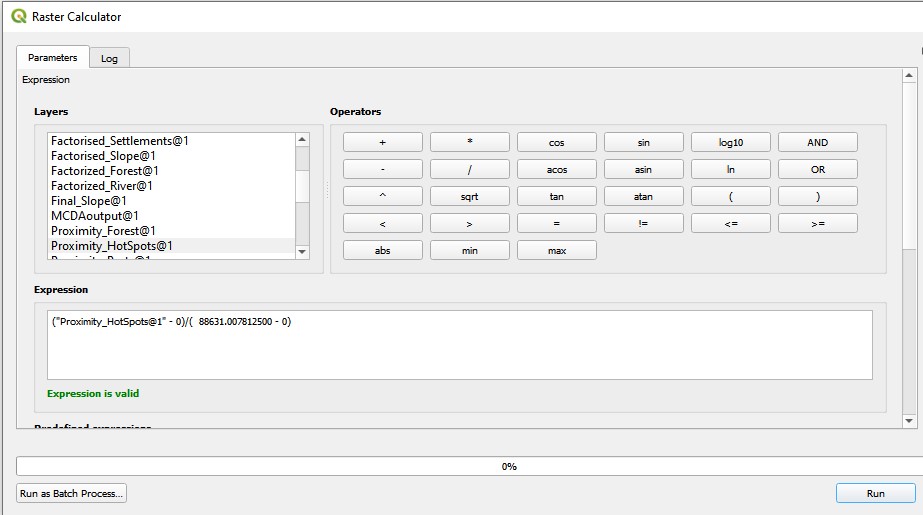 Raster Calculator
Parameters
Log
Expression
Layers
Operators
Factorised_Settlements@1
Factorised_Slope@1
Factorized_Forest@1
Factorized_River@1
Final_Slope@1
MCDAoutput@1
Proximity_Forest@1
Proximity_HotSpots@1
+ * cos sin log10 AND
- / acos asin ln OR
^ sqrt tan atan ( )
< > = != <= >=
abs min max
Expression
("Proximity_HotSpots@1" - 0)/(  88631.007812500 - 0)
Expression is valid
Predefined expressions
0%
Run as Batch Process...
Run